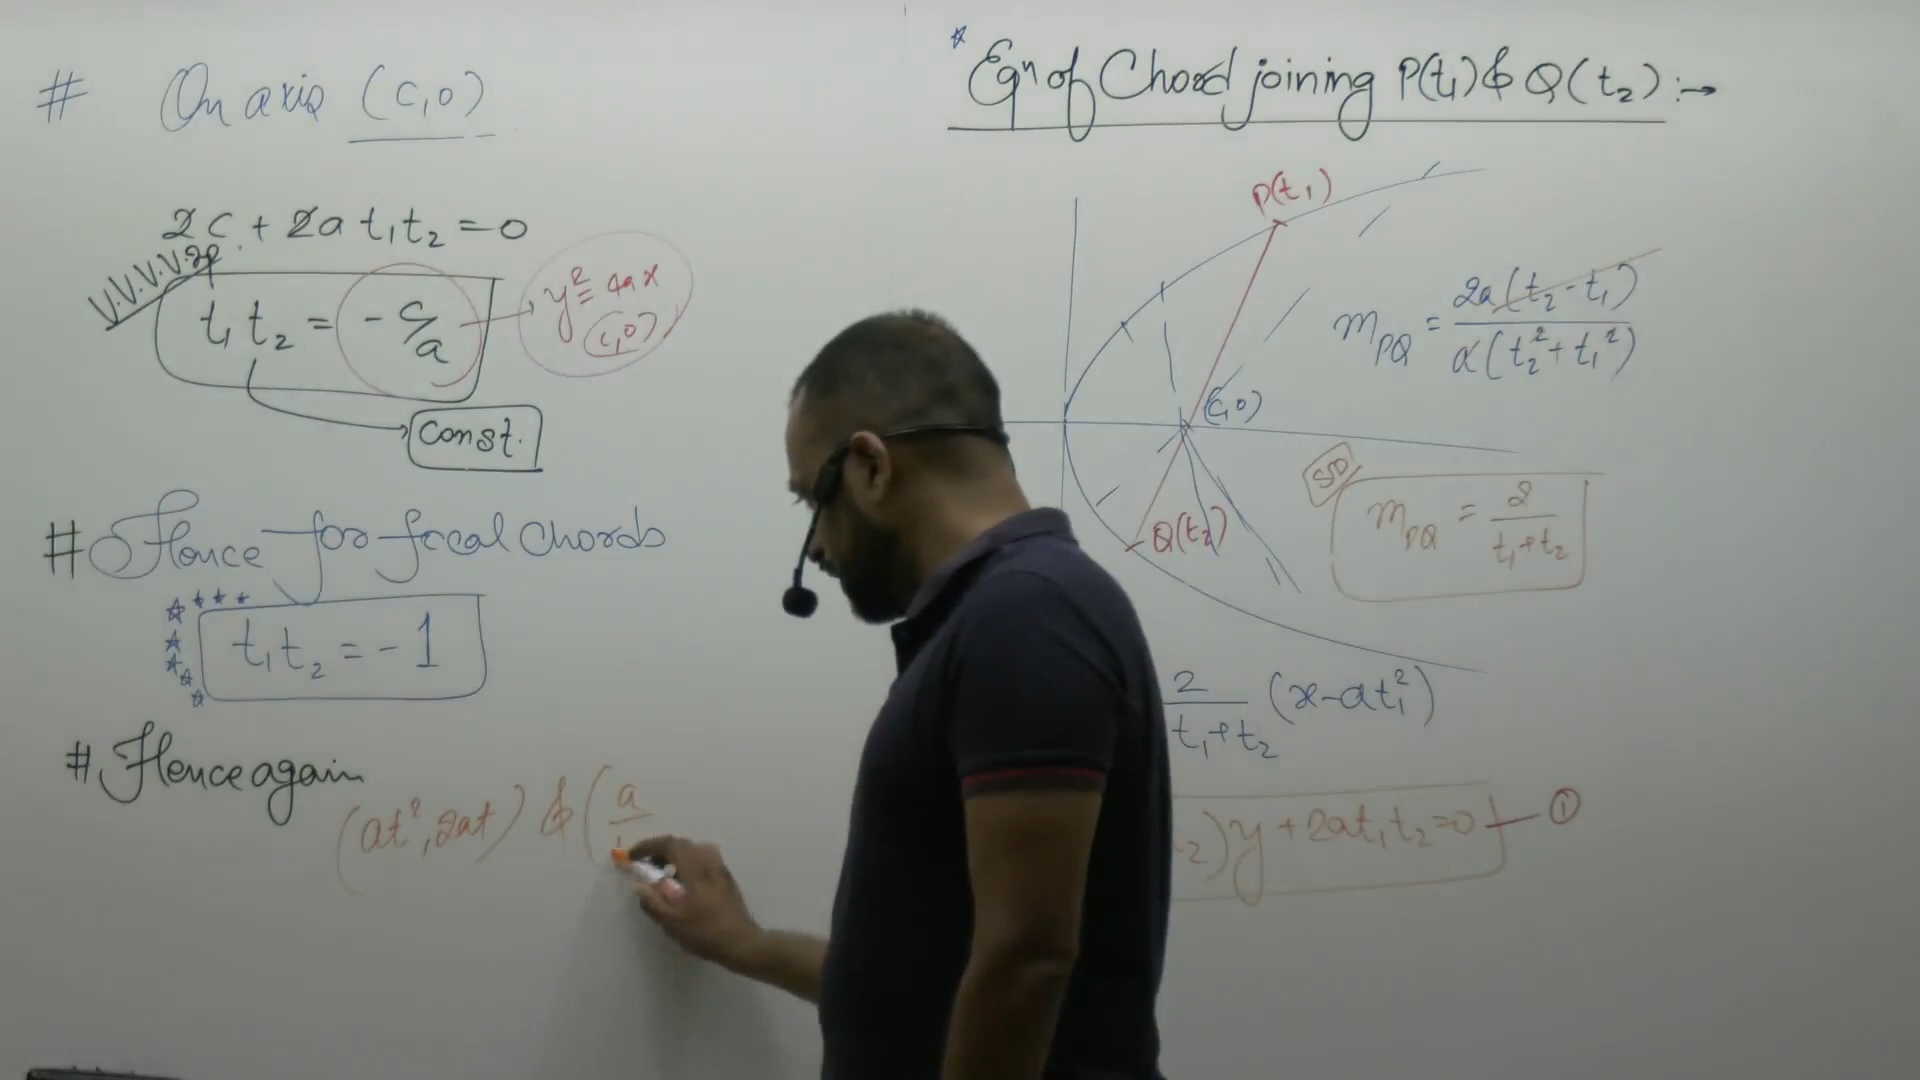 # On axis (c,0)
2c + 2a t₁t₂ = 0
V.V.V.V.Ip
t₁t₂ = - c/a
y² = 4ax
(c,0)
Const.
# Hence for focal Chords
t₁t₂ = - 1
# Hence again
(at², 2at) & ( a
* Eqⁿ of Chord joining P(t₁) & Q(t₂) :→
P(t₁)
(c,0)
Q(t₂)
m_PQ = 2a(t₂-t₁) / a(t₂²+t₁²)
m_PQ = 2 / t₁+t₂
2 / t₁+t₂ (x-at₁²)
₂)y + 2at₁t₂ = 0 — ①